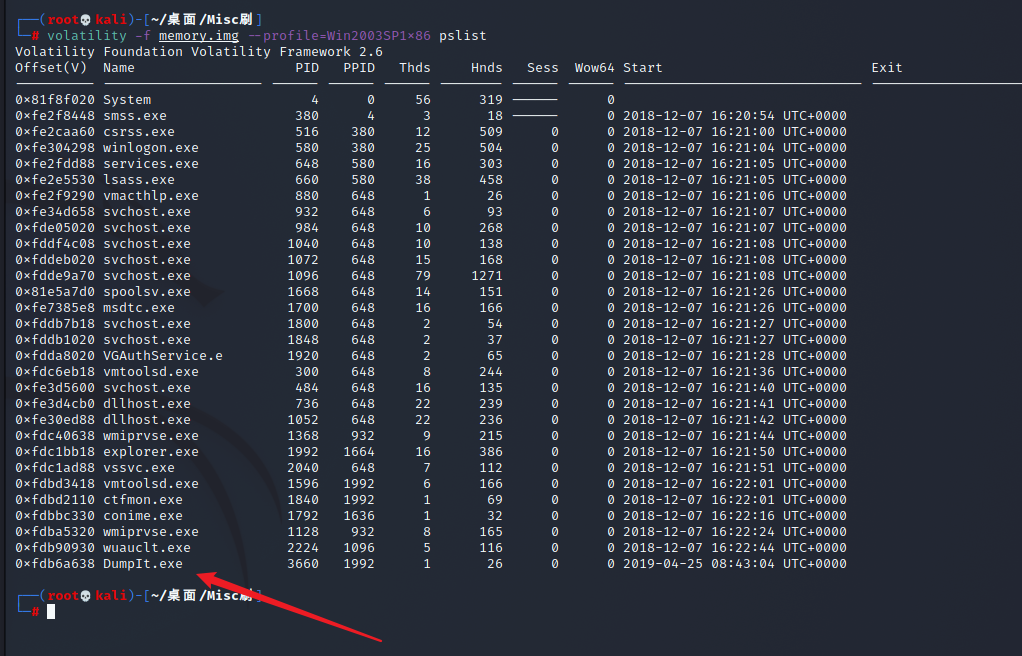 ┌──(root💀kali)-[~/桌面/Misc刷]
└─# volatility -f memory.img --profile=Win2003SP1×86 pslist
Volatility Foundation Volatility Framework 2.6
Offset(V) Name PID PPID Thds Hnds Sess Wow64 Start Exit
0×81f8f020 System 4 0 56 319 ------ 0
0×fe2f8448 smss.exe 380 4 3 18 ------ 0 2018-12-07 16:20:54 UTC+0000
0×fe2caa60 csrss.exe 516 380 12 509 0 0 2018-12-07 16:21:00 UTC+0000
0×fe304298 winlogon.exe 580 380 25 504 0 0 2018-12-07 16:21:04 UTC+0000
0×fe2fdd88 services.exe 648 580 16 303 0 0 2018-12-07 16:21:05 UTC+0000
0×fe2e5530 lsass.exe 660 580 38 458 0 0 2018-12-07 16:21:05 UTC+0000
0×fe2f9290 vmacthlp.exe 880 648 1 26 0 0 2018-12-07 16:21:06 UTC+0000
0×fe34d658 svchost.exe 932 648 6 93 0 0 2018-12-07 16:21:07 UTC+0000
0×fde05020 svchost.exe 984 648 10 268 0 0 2018-12-07 16:21:07 UTC+0000
0×fddf4c08 svchost.exe 1040 648 10 138 0 0 2018-12-07 16:21:08 UTC+0000
0×fddeb020 svchost.exe 1072 648 15 168 0 0 2018-12-07 16:21:08 UTC+0000
0×fdde9a70 svchost.exe 1096 648 79 1271 0 0 2018-12-07 16:21:08 UTC+0000
0×81e5a7d0 spoolsv.exe 1668 648 14 151 0 0 2018-12-07 16:21:26 UTC+0000
0×fe7385e8 msdtc.exe 1700 648 16 166 0 0 2018-12-07 16:21:26 UTC+0000
0×fddb7b18 svchost.exe 1800 648 2 54 0 0 2018-12-07 16:21:27 UTC+0000
0×fddb1020 svchost.exe 1848 648 2 37 0 0 2018-12-07 16:21:27 UTC+0000
0×fdda8020 VGAuthService.e 1920 648 2 65 0 0 2018-12-07 16:21:28 UTC+0000
0×fdc6eb18 vmtoolsd.exe 300 648 8 244 0 0 2018-12-07 16:21:36 UTC+0000
0×fe3d5600 svchost.exe 484 648 16 135 0 0 2018-12-07 16:21:40 UTC+0000
0×fe3d4cb0 dllhost.exe 736 648 22 239 0 0 2018-12-07 16:21:41 UTC+0000
0×fe30ed88 dllhost.exe 1052 648 22 236 0 0 2018-12-07 16:21:42 UTC+0000
0×fdc40638 wmiprvse.exe 1368 932 9 215 0 0 2018-12-07 16:21:44 UTC+0000
0×fdc1bb18 explorer.exe 1992 1664 16 386 0 0 2018-12-07 16:21:50 UTC+0000
0×fdc1ad88 vssvc.exe 2040 648 7 112 0 0 2018-12-07 16:21:51 UTC+0000
0×fdbd3418 vmtoolsd.exe 1596 1992 6 166 0 0 2018-12-07 16:22:01 UTC+0000
0×fdbd2110 ctfmon.exe 1840 1992 1 69 0 0 2018-12-07 16:22:01 UTC+0000
0×fdbbc330 conime.exe 1792 1636 1 32 0 0 2018-12-07 16:22:16 UTC+0000
0×fdba5320 wmiprvse.exe 1128 932 8 165 0 0 2018-12-07 16:22:24 UTC+0000
0×fdb90930 wuauclt.exe 2224 1096 5 116 0 0 2018-12-07 16:22:44 UTC+0000
0×fdb6a638 DumpIt.exe 3660 1992 1 26 0 0 2019-04-25 08:43:04 UTC+0000
┌──(root💀kali)-[~/桌面/Misc刷]
└─#